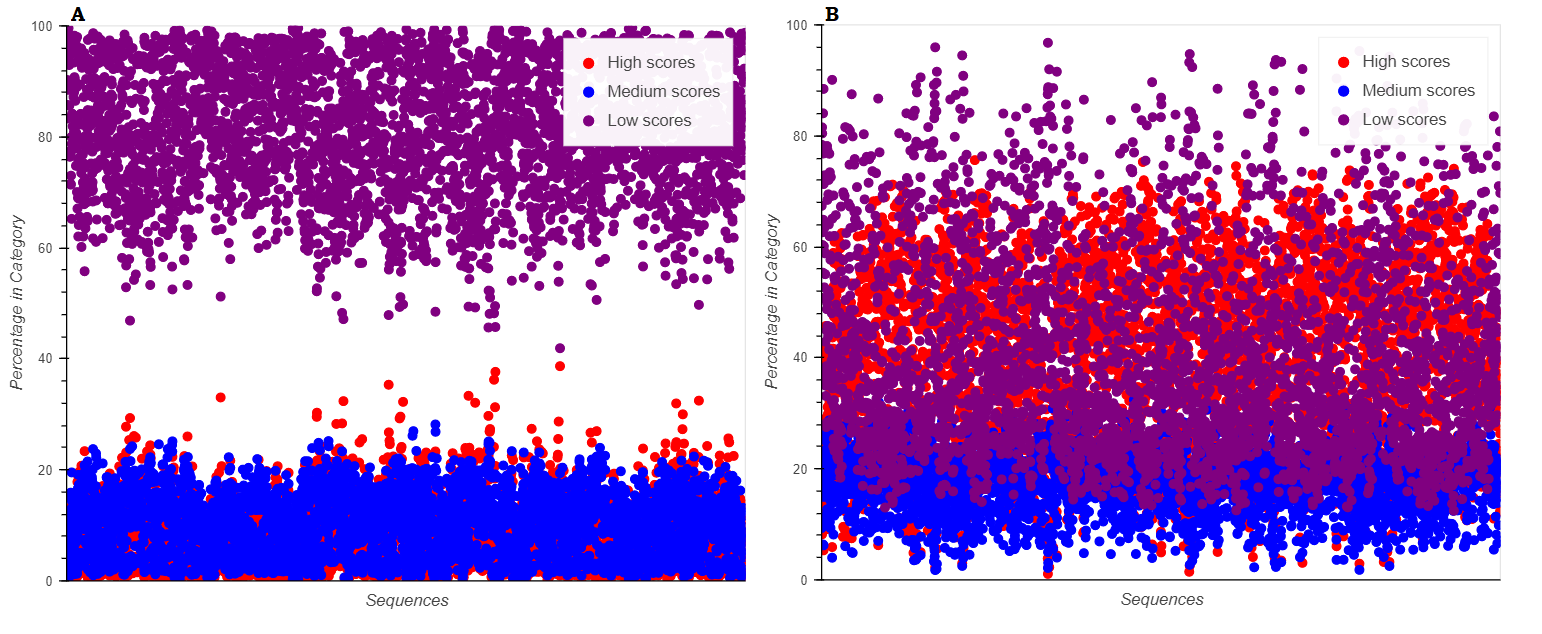 A
100
80
60
40
20
0
Percentage in Category
Sequences
High scores
Medium scores
Low scores
B
100
80
60
40
20
0
Percentage in Category
Sequences
High scores
Medium scores
Low scores